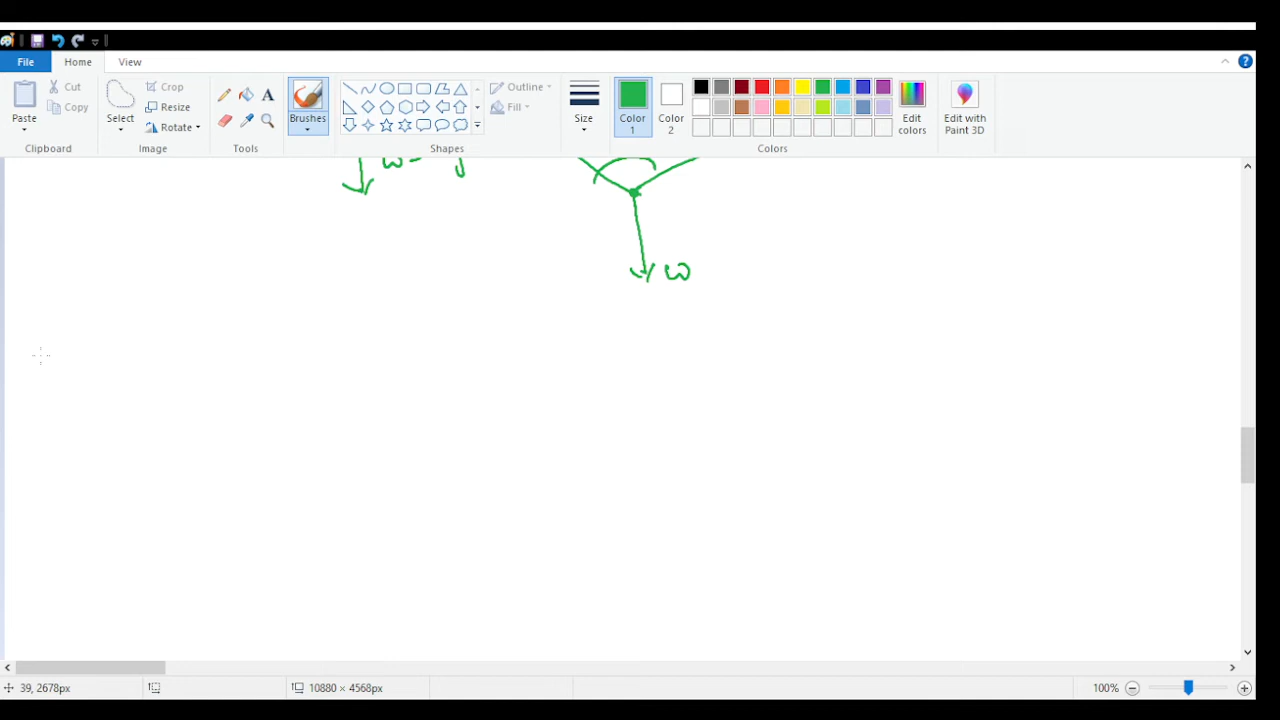 File Home View
Cut
Copy
Paste
Clipboard
Select
Crop
Resize
Rotate
Image
Tools
Brushes
Outline
Fill
Shapes
Size
Color 1
Color 2
Edit colors
Colors
Edit with Paint 3D
ω
39, 2678px
10880 × 4568px
100%